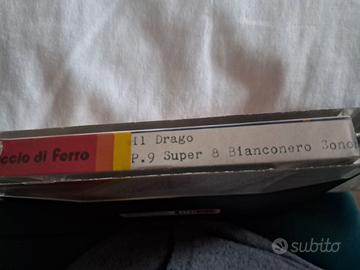 ccio di Ferro
Il Drago
P.9 Super 8 Bianconero Sono
subito